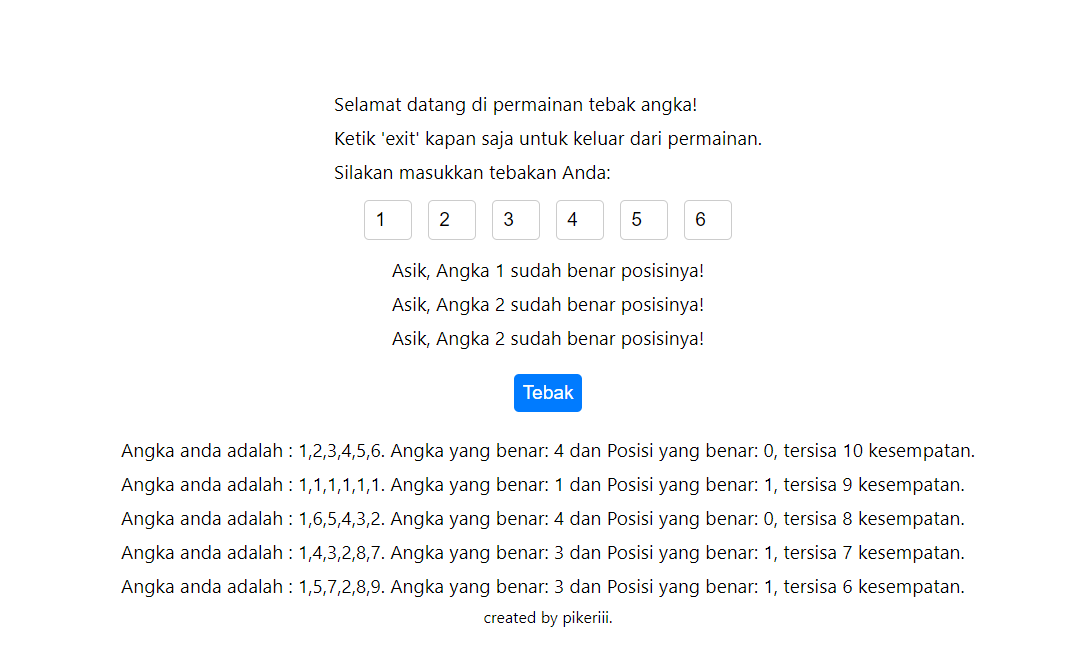 Selamat datang di permainan tebak angka!
Ketik 'exit' kapan saja untuk keluar dari permainan.
Silakan masukkan tebakan Anda:
1 2 3 4 5 6
Asik, Angka 1 sudah benar posisinya!
Asik, Angka 2 sudah benar posisinya!
Asik, Angka 2 sudah benar posisinya!
Tebak
Angka anda adalah : 1,2,3,4,5,6. Angka yang benar: 4 dan Posisi yang benar: 0, tersisa 10 kesempatan.
Angka anda adalah : 1,1,1,1,1,1. Angka yang benar: 1 dan Posisi yang benar: 1, tersisa 9 kesempatan.
Angka anda adalah : 1,6,5,4,3,2. Angka yang benar: 4 dan Posisi yang benar: 0, tersisa 8 kesempatan.
Angka anda adalah : 1,4,3,2,8,7. Angka yang benar: 3 dan Posisi yang benar: 1, tersisa 7 kesempatan.
Angka anda adalah : 1,5,7,2,8,9. Angka yang benar: 3 dan Posisi yang benar: 1, tersisa 6 kesempatan.
created by pikeriii.